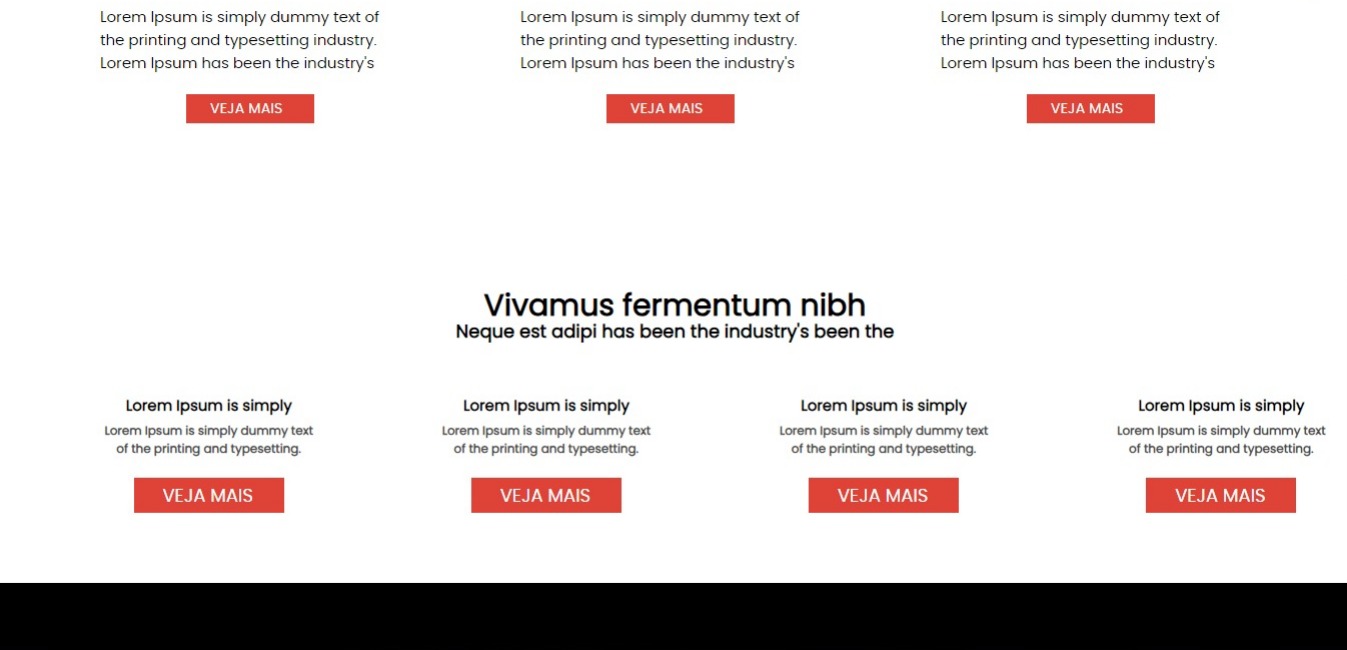 Lorem Ipsum is simply dummy text of
the printing and typesetting industry.
Lorem Ipsum has been the industry's
VEJA MAIS
Lorem Ipsum is simply dummy text of
the printing and typesetting industry.
Lorem Ipsum has been the industry's
VEJA MAIS
Lorem Ipsum is simply dummy text of
the printing and typesetting industry.
Lorem Ipsum has been the industry's
VEJA MAIS
Vivamus fermentum nibh
Neque est adipi has been the industry's been the
Lorem Ipsum is simply
Lorem Ipsum is simply dummy text
of the printing and typesetting.
VEJA MAIS
Lorem Ipsum is simply
Lorem Ipsum is simply dummy text
of the printing and typesetting.
VEJA MAIS
Lorem Ipsum is simply
Lorem Ipsum is simply dummy text
of the printing and typesetting.
VEJA MAIS
Lorem Ipsum is simply
Lorem Ipsum is simply dummy text
of the printing and typesetting.
VEJA MAIS